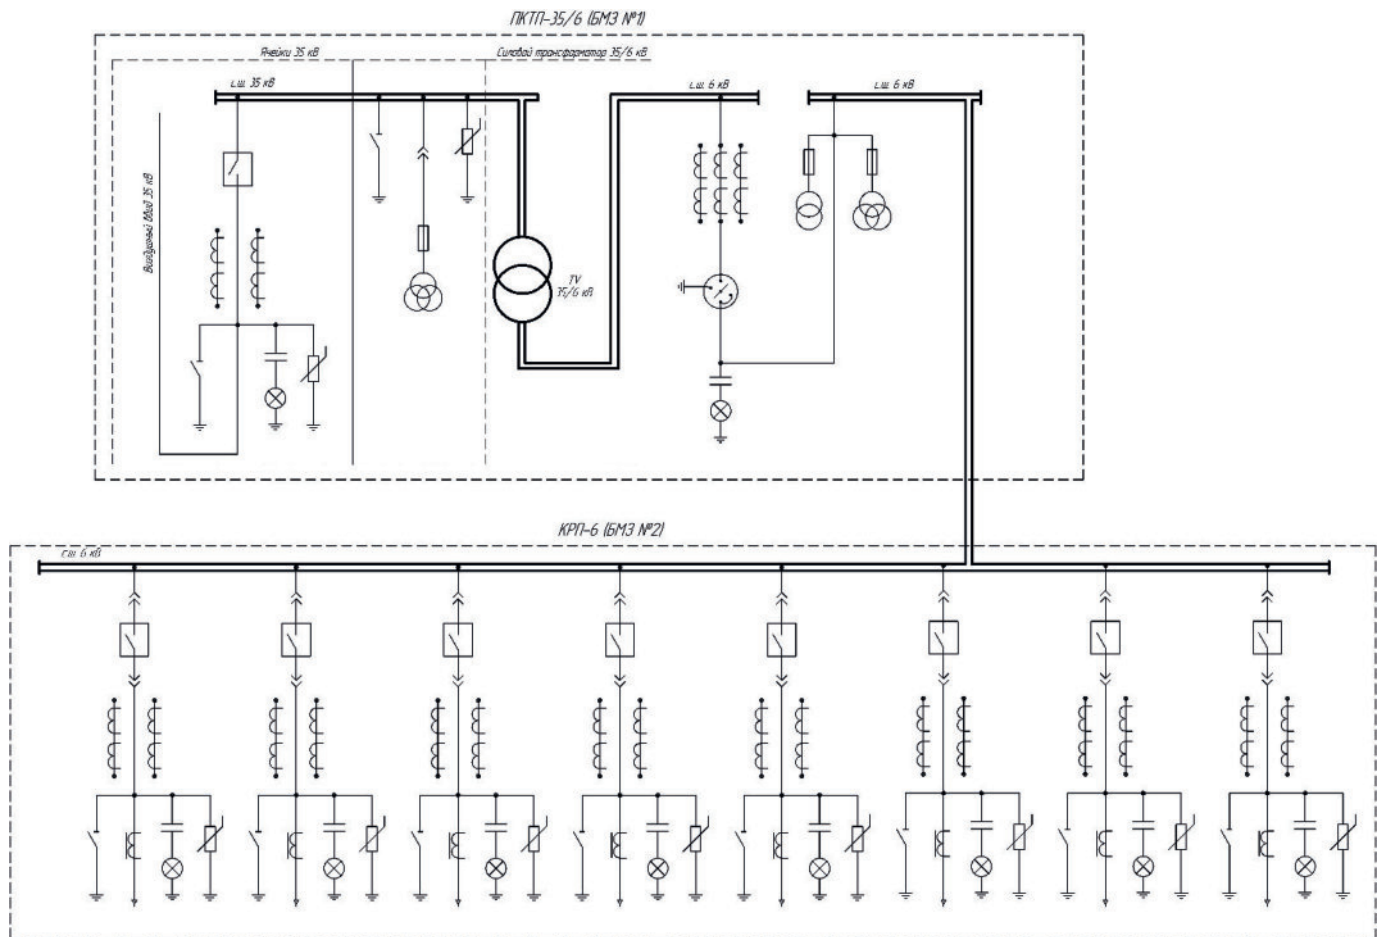 ПКТП-35/6 (БМЗ №1)
Ячейки 35 кВ
Силовой трансформатор 35/6 кВ
с.ш. 35 кВ
с.ш. 6 кВ
с.ш. 6 кВ
Воздушный ввод 35 кВ
TV
35/6 кВ
КРП-6 (БМЗ №2)
с.ш. 6 кВ